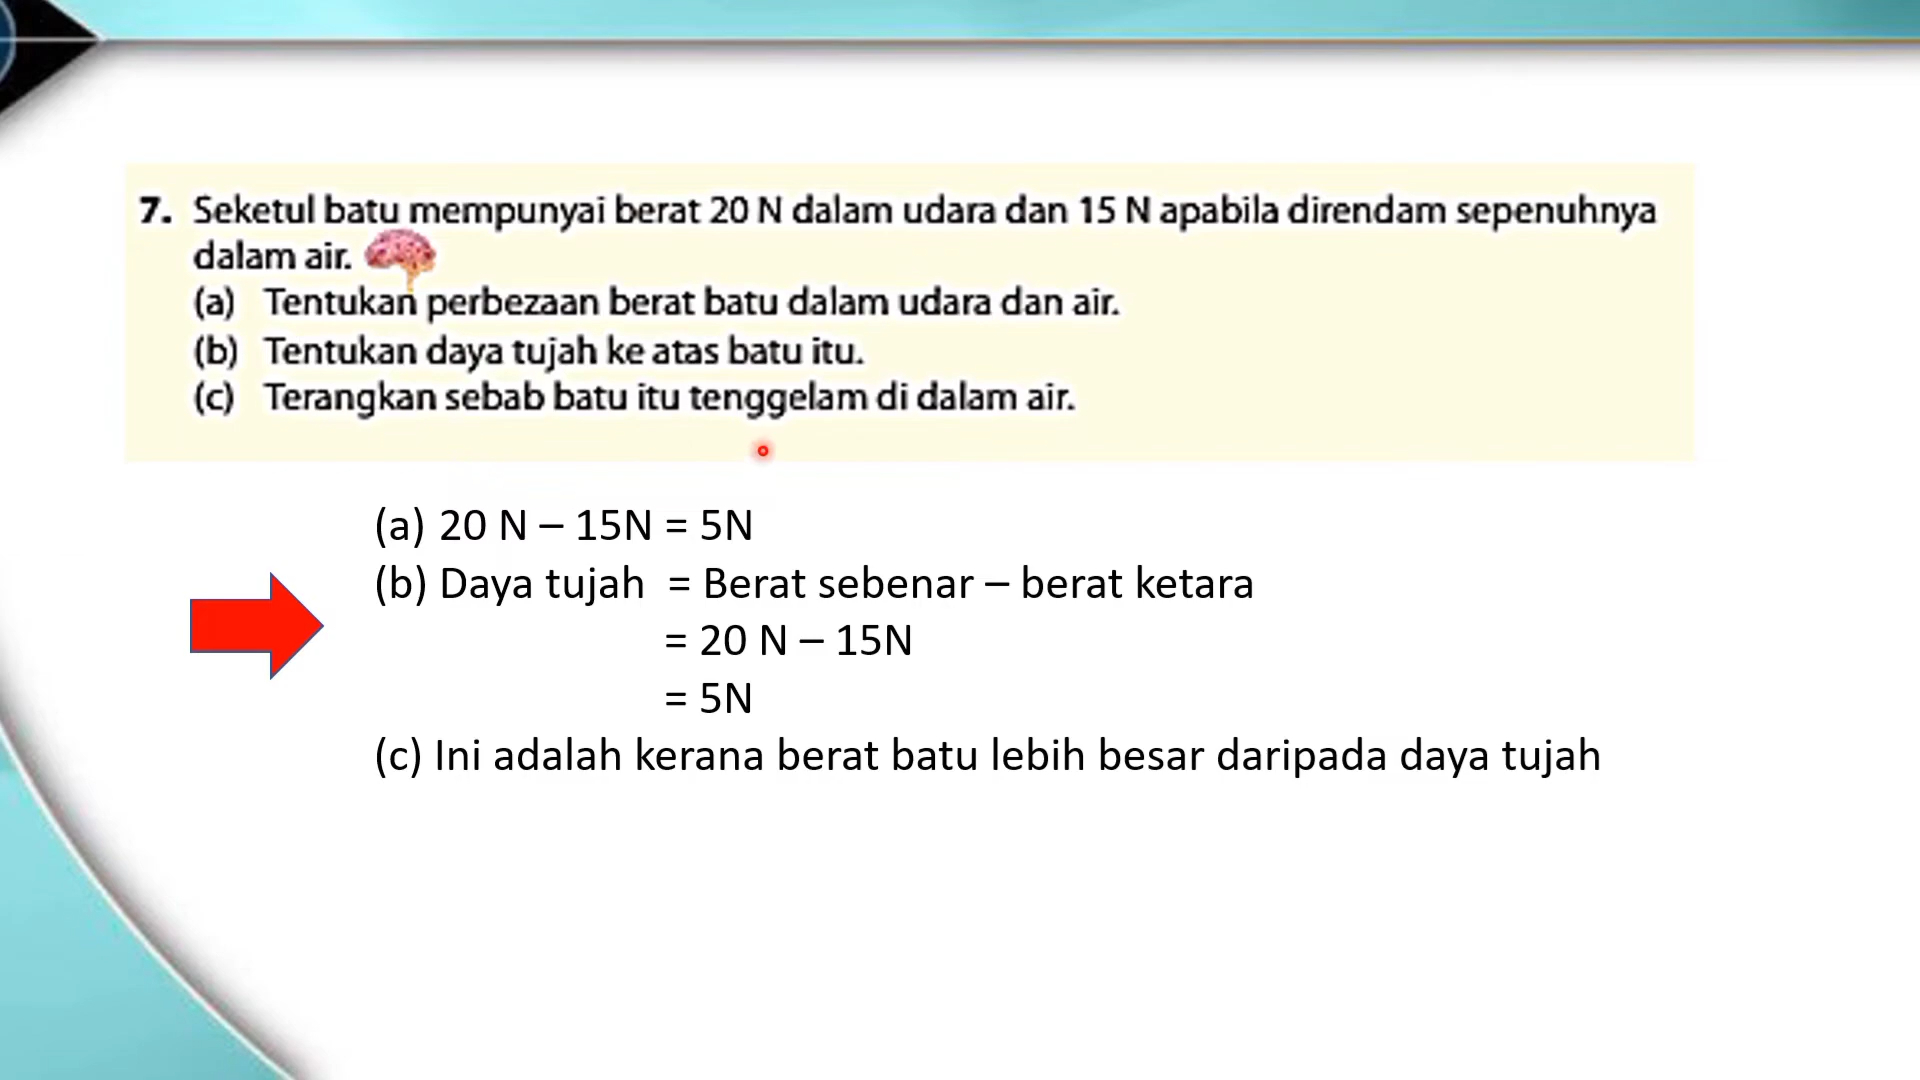 7. Seketul batu mempunyai berat 20 N dalam udara dan 15 N apabila direndam sepenuhnya
dalam air.
(a) Tentukan perbezaan berat batu dalam udara dan air.
(b) Tentukan daya tujah ke atas batu itu.
(c) Terangkan sebab batu itu tenggelam di dalam air.
(a) 20 N – 15N = 5N
(b) Daya tujah = Berat sebenar – berat ketara
= 20 N – 15N
= 5N
(c) Ini adalah kerana berat batu lebih besar daripada daya tujah